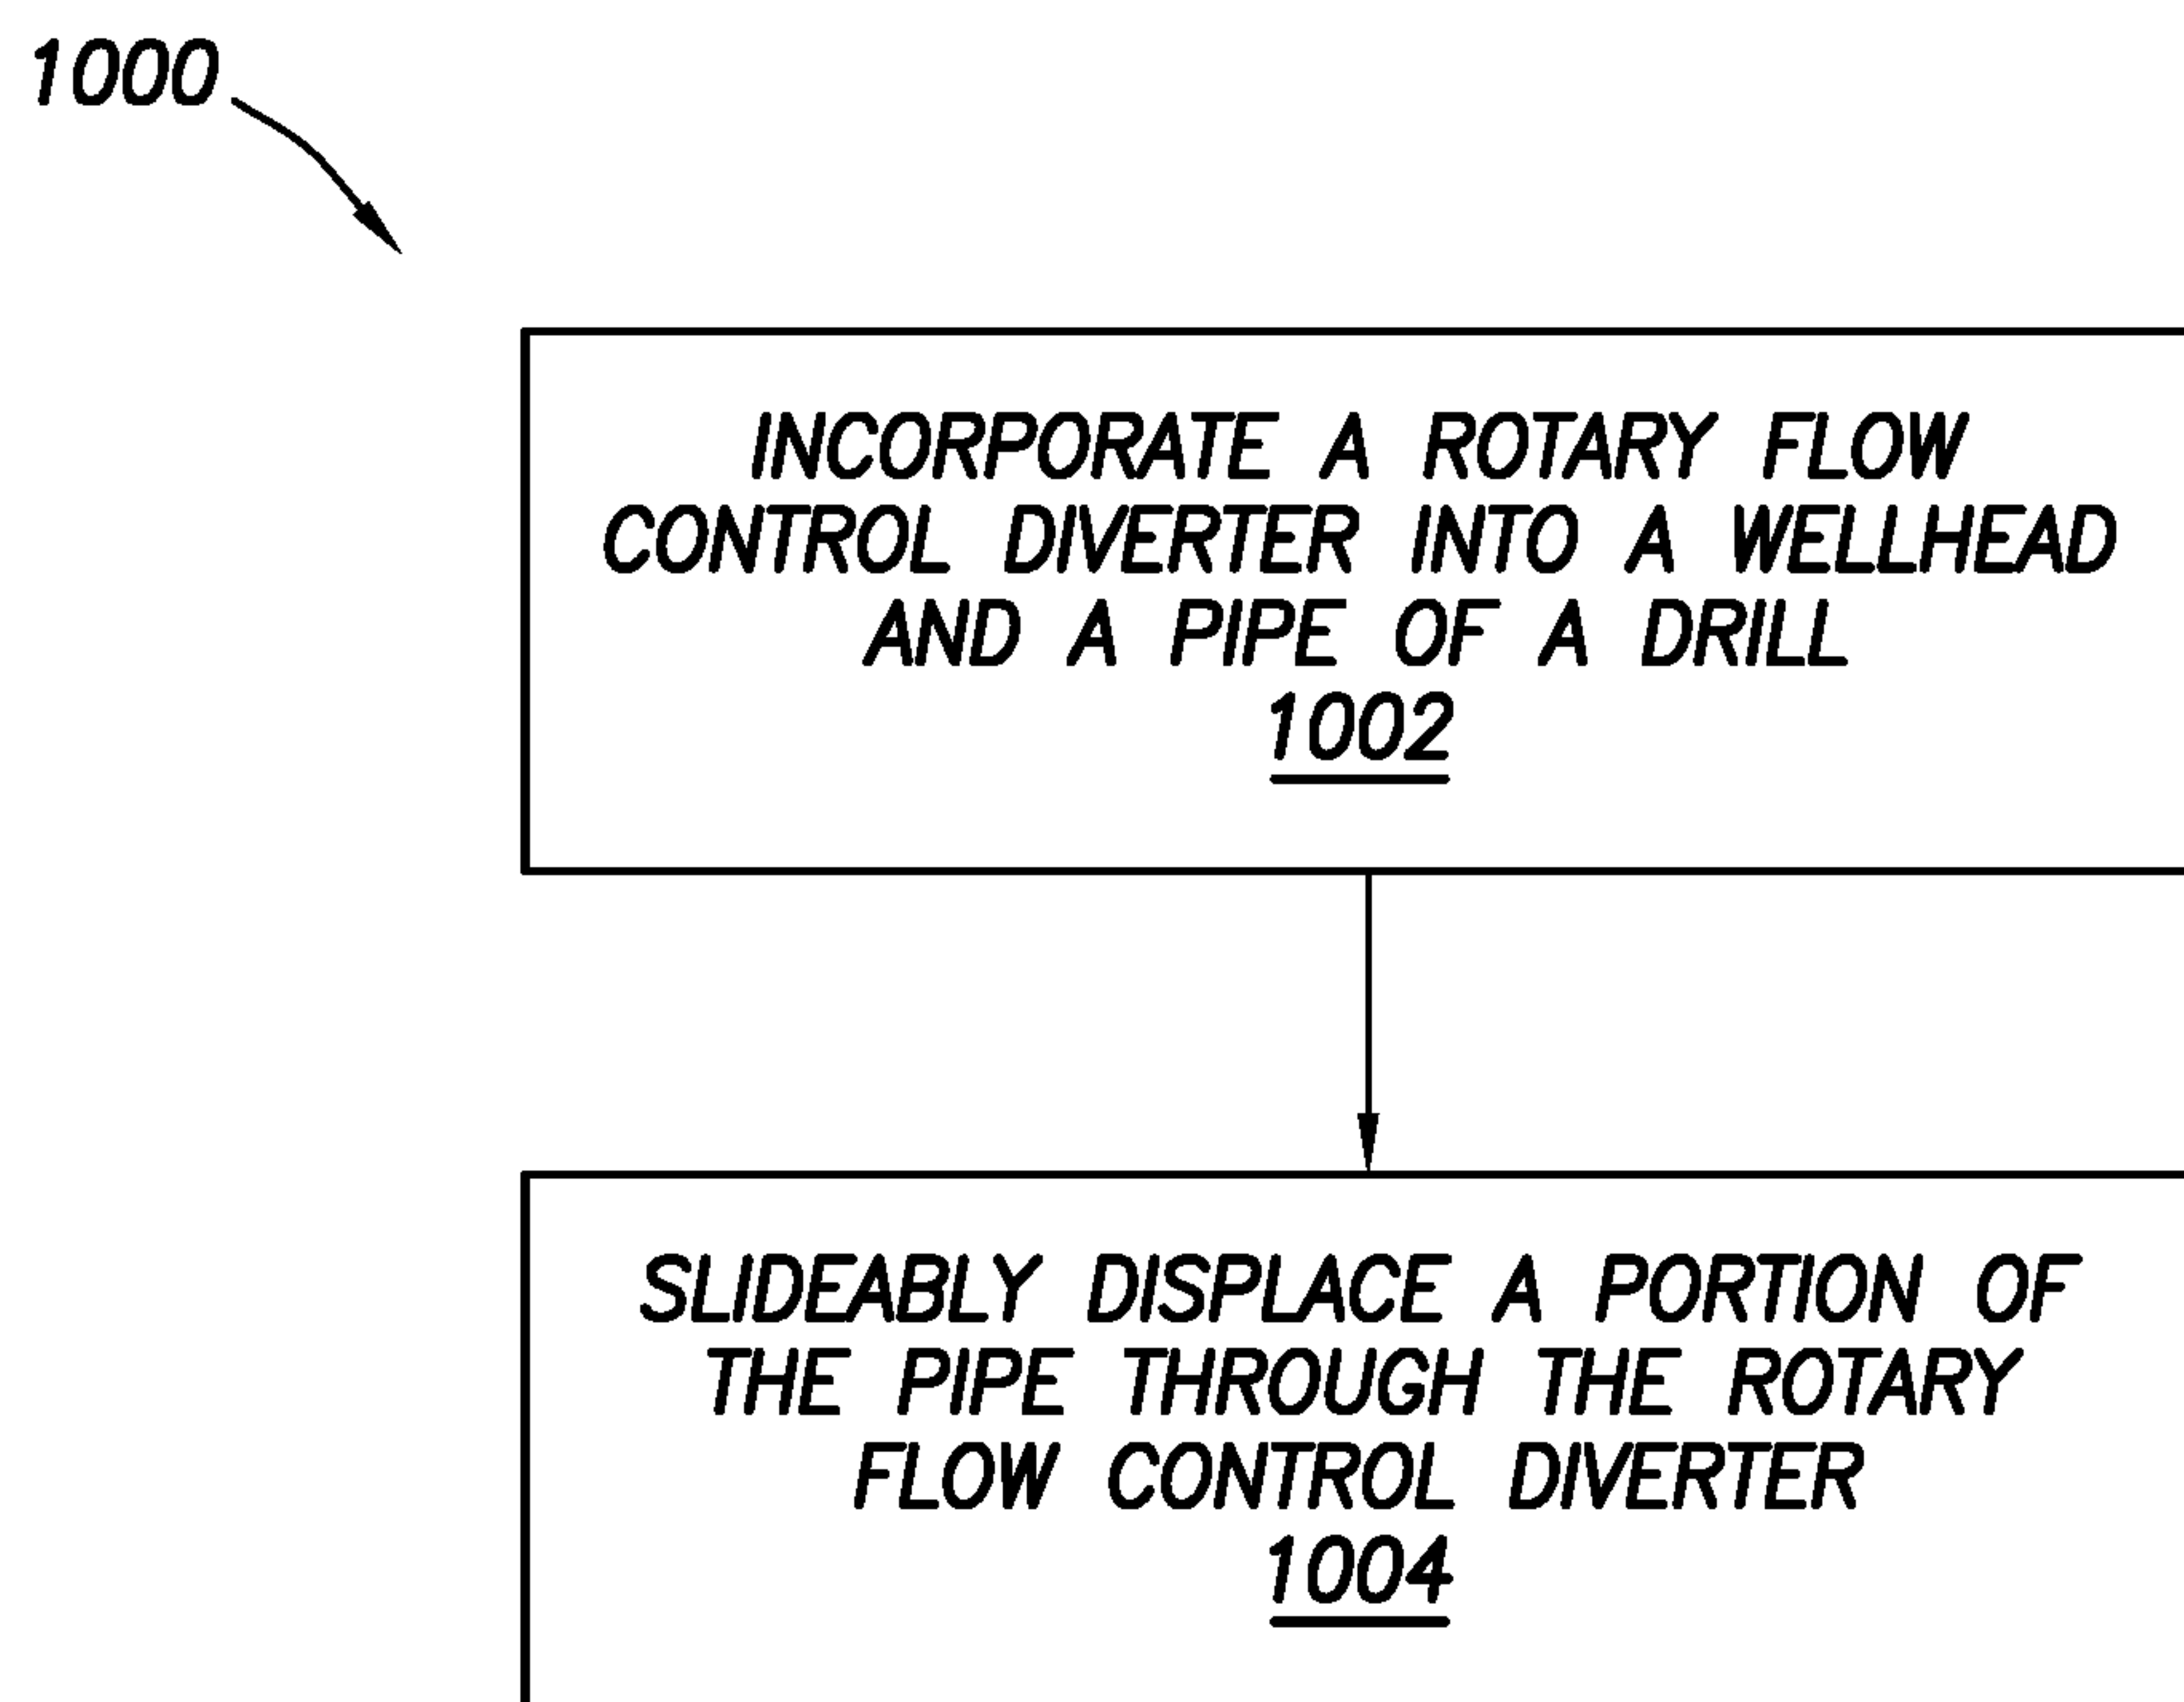 1000
INCORPORATE A ROTARY FLOW
CONTROL DIVERTER INTO A WELLHEAD
AND A PIPE OF A DRILL
1002
SLIDEABLY DISPLACE A PORTION OF
THE PIPE THROUGH THE ROTARY
FLOW CONTROL DIVERTER
1004